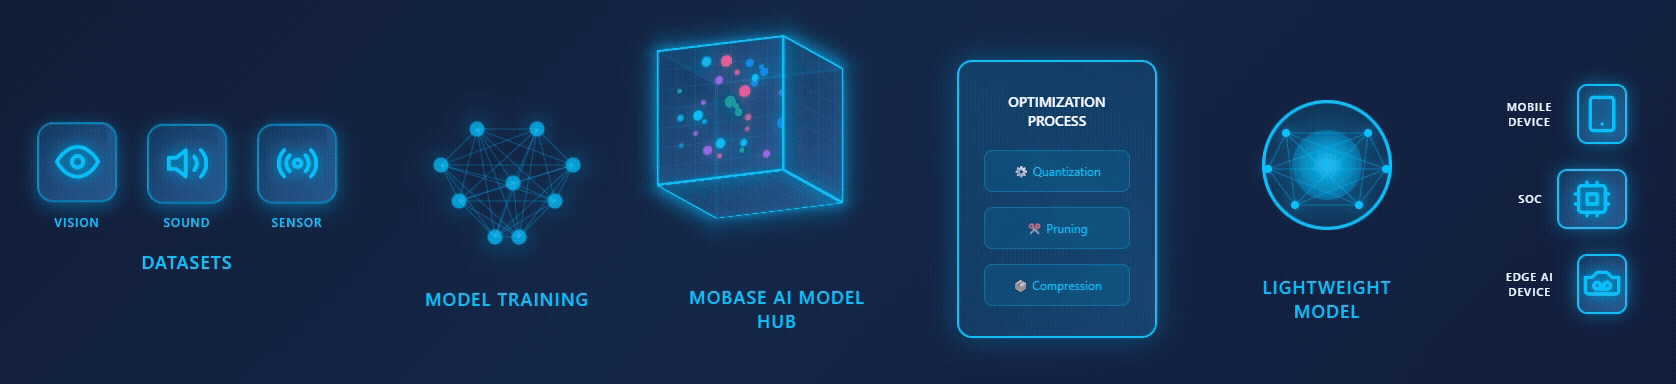 VISION
SOUND
SENSOR
DATASETS
MODEL TRAINING
MOBASE AI MODEL
HUB
OPTIMIZATION
PROCESS
Quantization
Pruning
Compression
LIGHTWEIGHT
MODEL
MOBILE
DEVICE
SOC
EDGE AI
DEVICE